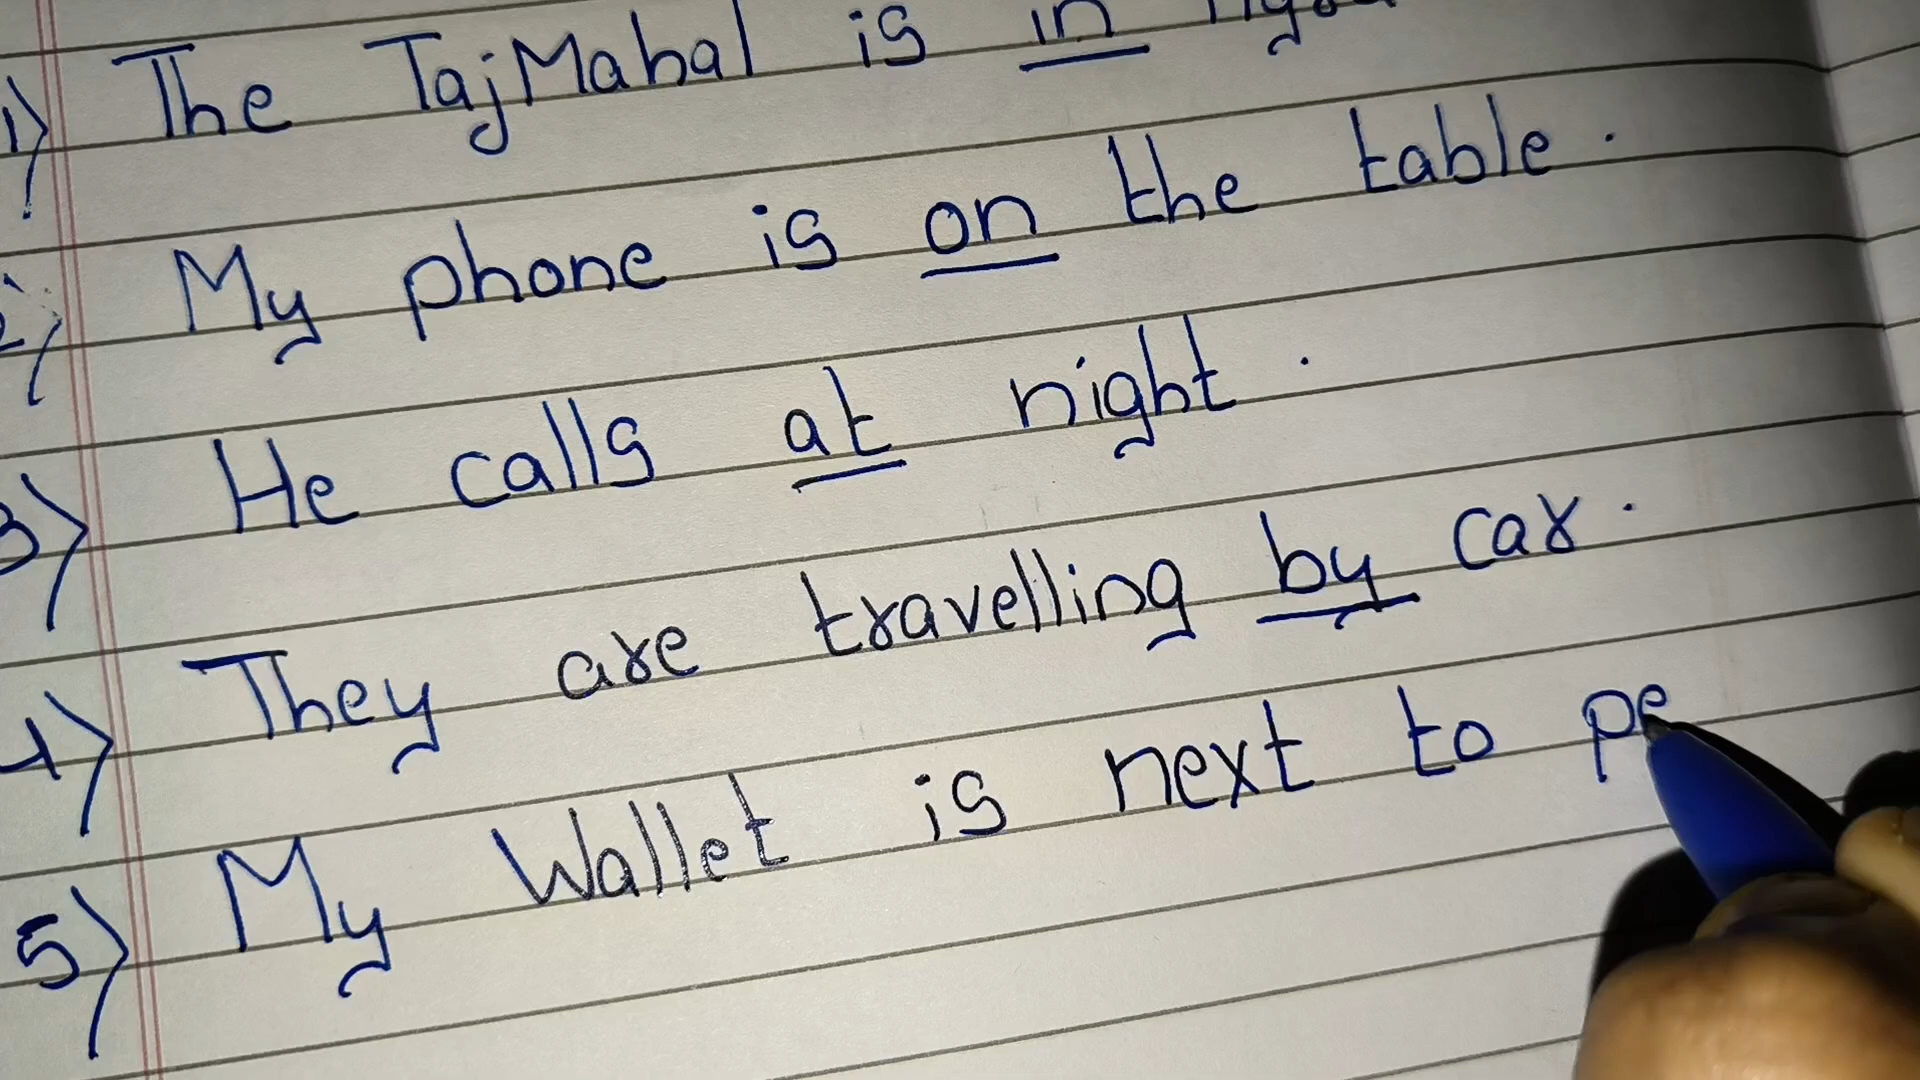 1) The TajMahal is in
2) My phone is on the table.
3) He calls at night.
4) They are travelling by car.
5) My Wallet is next to pe